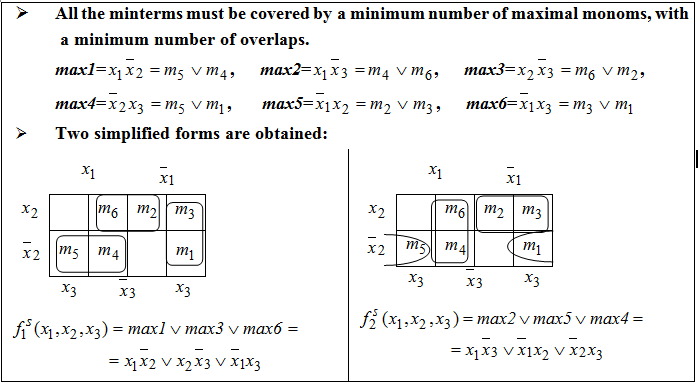 ➢ All the minterms must be covered by a minimum number of maximal monoms, with
a minimum number of overlaps.
max1=x₁x̅₂ = m₅ ∨ m₄, max2=x₁x̅₃ =m₄ ∨ m₆, max3=x₂x̅₃ = m₆ ∨ m₂,
max4=x̅₂x₃ = m₅ ∨ m₁, max5=x̅₁x₂ = m₂ ∨ m₃, max6=x̅₁x₃ = m₃ ∨ m₁
➢ Two simplified forms are obtained:
x₁ x̅₁
x₂ m₆ m₂ m₃
x̅₂ m₅ m₄ m₁
x₃ x̅₃ x₃
f₁ˢ(x₁,x₂,x₃) = max1 ∨ max3 ∨ max6 =
= x₁x̅₂ ∨ x₂x̅₃ ∨ x̅₁x₃
x₁ x̅₁
x₂ m₆ m₂ m₃
x̅₂ m₅ m₄ m₁
x₃ x̅₃ x₃
f₂ˢ(x₁,x₂,x₃) = max2 ∨ max5 ∨ max4 =
= x₁x̅₃ ∨ x̅₁x₂ ∨ x̅₂x₃